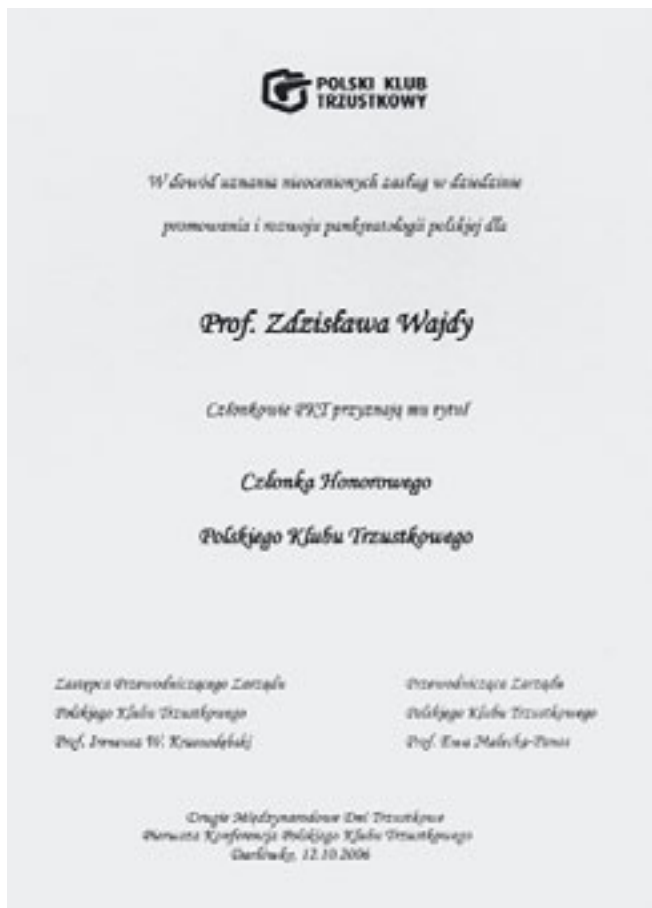 POLSKI KLUB
TRZUSTKOWY
W dowód uznania nieocenionych zasług w dziedzinie
promowania i rozwoju pankreatologii polskiej dla
Prof. Zdzisława Wajdy
Członkowie PKT przyznają mu tytuł
Członka Honorowego
Polskiego Klubu Trzustkowego
Zastępca Przewodniczącego Zarządu
Polskiego Klubu Trzustkowego
Prof. Ireneusz W. Krasnodębski
Przewodnicząca Zarządu
Polskiego Klubu Trzustkowego
Prof. Ewa Małecka-Panas
Drugie Międzynarodowe Dni Trzustkowe
Pierwsza Konferencja Polskiego Klubu Trzustkowego
12.10.2006